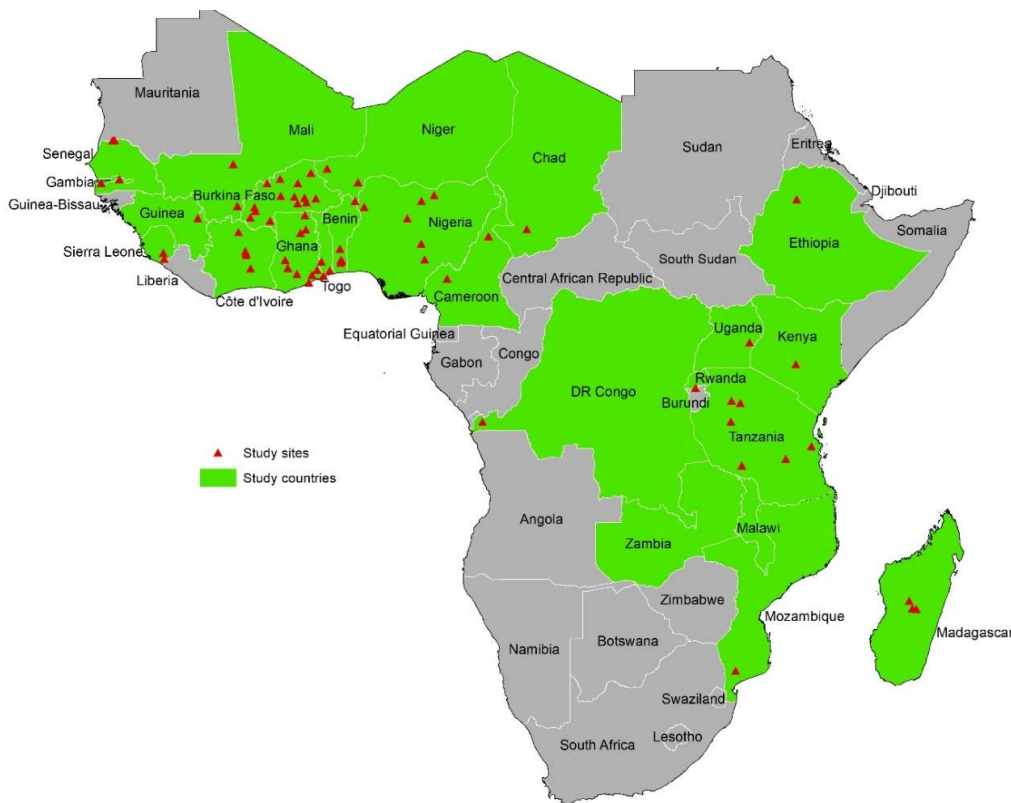 Mauritania
Mali
Niger
Chad
Sudan
Eritrea
Senegal
Gambia
Guinea-Bissau
Guinea
Burkina Faso
Benin
Nigeria
Djibouti
Ethiopia
Somalia
Sierra Leone
Liberia
Ghana
Côte d'Ivoire
Togo
Cameroon
Central African Republic
South Sudan
Equatorial Guinea
Gabon
Congo
Uganda
Kenya
DR Congo
Rwanda
Burundi
Tanzania
Study sites
Study countries
Angola
Zambia
Malawi
Zimbabwe
Mozambique
Madagascar
Namibia
Botswana
Swaziland
Lesotho
South Africa